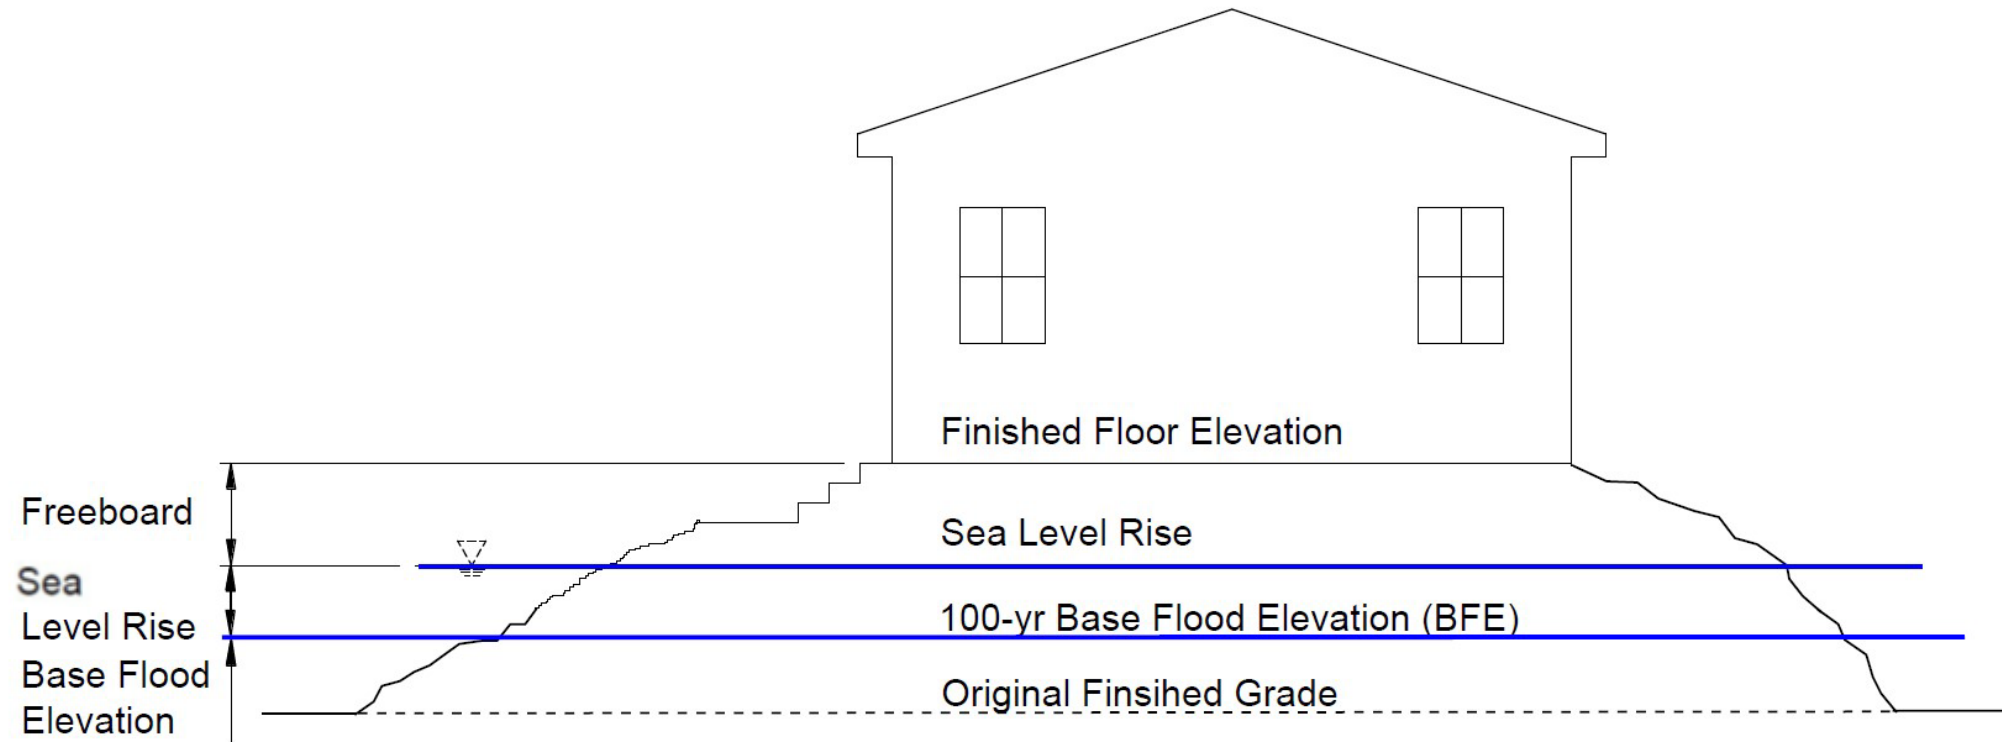 Finished Floor Elevation
Freeboard
Sea Level Rise
Sea
Level Rise
100-yr Base Flood Elevation (BFE)
Base Flood
Elevation
Original Finsihed Grade